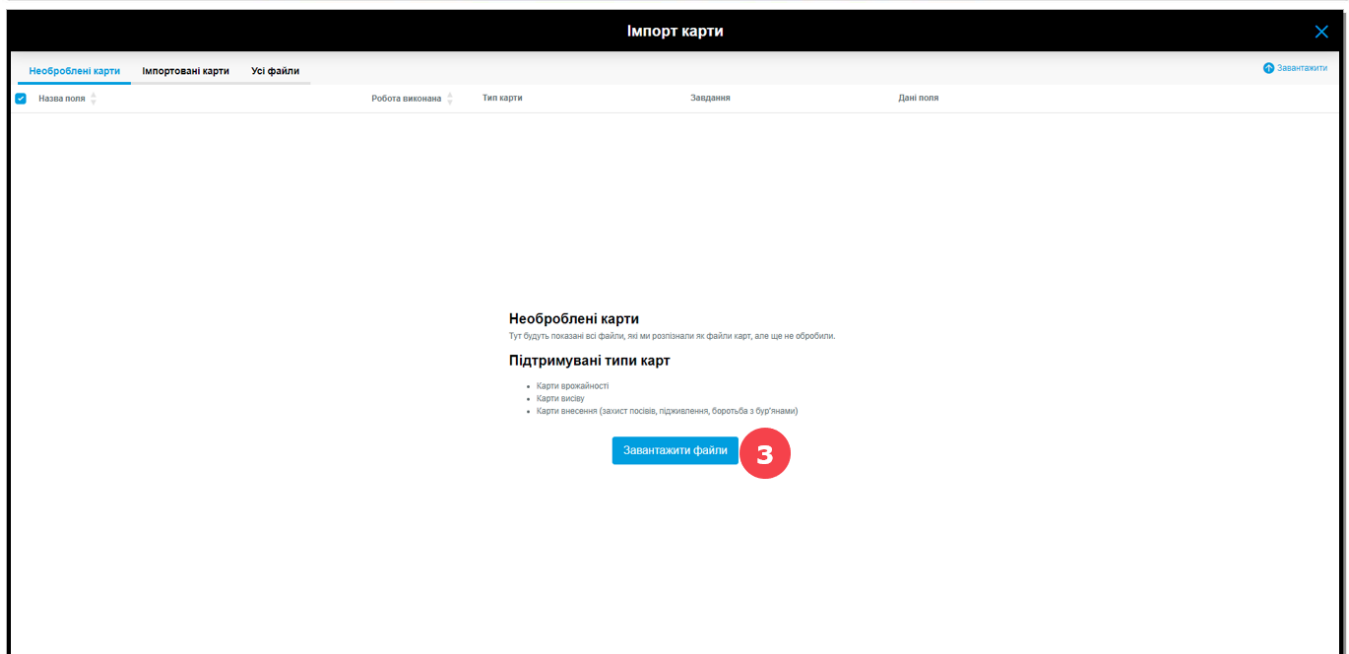 Імпорт карти
Необроблені карти Імпортовані карти Усі файли Завантажити
Назва поля Робота виконана Тип карти Завдання Дані поля
Необроблені карти
Тут будуть показані всі файли, які ми розпізнали як файли карт, але ще не обробили.
Підтримувані типи карт
• Карти врожайності
• Карти висіву
• Карти внесення (захист посівів, підживлення, боротьба з бур'янами)
Завантажити файли 3